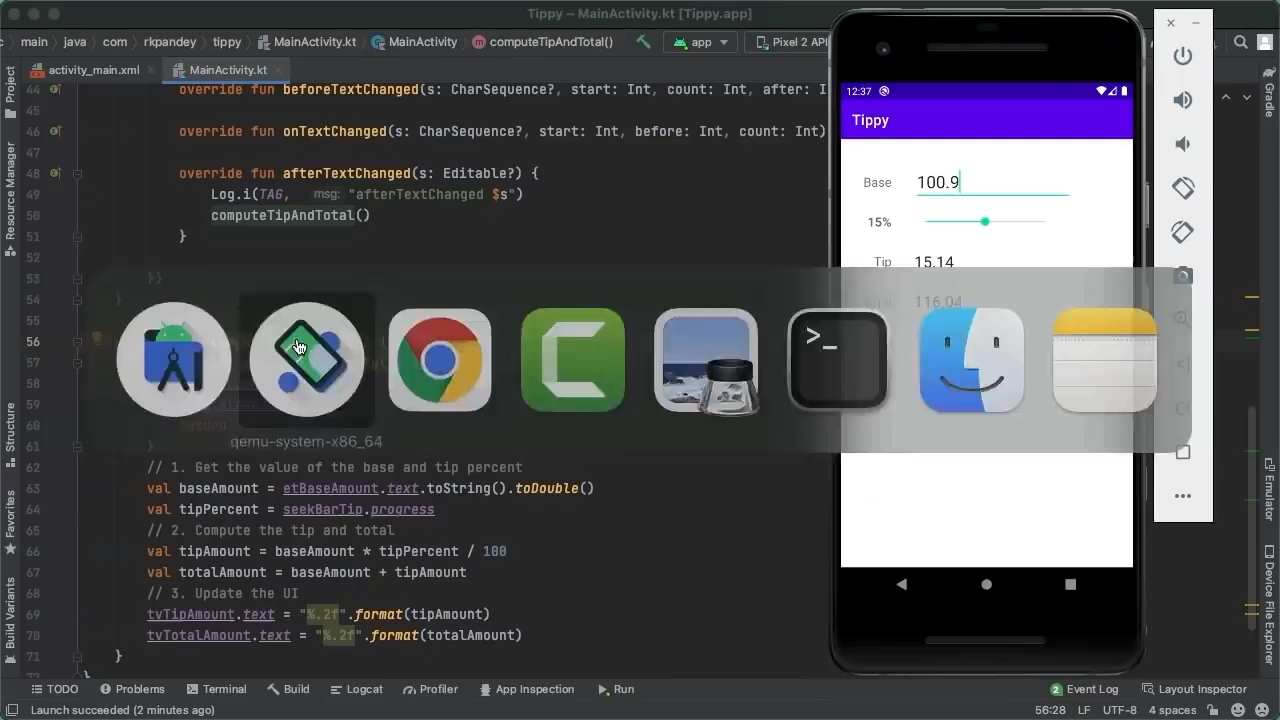 Tippy – MainActivity.kt [Tippy.app]
main
java
com
rkpandey
tippy
MainActivity.kt
MainActivity
computeTipAndTotal()
app
Pixel 2 API
activity_main.xml
MainActivity.kt
44 override fun beforeTextChanged(s: CharSequence?, start: Int, count: Int, after: I
45
46 override fun onTextChanged(s: CharSequence?, start: Int, before: Int, count: Int)
47
48 override fun afterTextChanged(s: Editable?) {
49 Log.i(TAG, msg: "afterTextChanged $s")
50 computeTipAndTotal()
51 }
52
53 })
54 }
55
56
57
58
59
60 return
61 }
62 // 1. Get the value of the base and tip percent
63 val baseAmount = etBaseAmount.text.toString().toDouble()
64 val tipPercent = seekBarTip.progress
65 // 2. Compute the tip and total
66 val tipAmount = baseAmount * tipPercent / 100
67 val totalAmount = baseAmount + tipAmount
68 // 3. Update the UI
69 tvTipAmount.text = "%.2f".format(tipAmount)
70 tvTotalAmount.text = "%.2f".format(totalAmount)
71 }
}
Project
Resource Manager
Structure
Favorites
Build Variants
Gradle
Emulator
Device File Explorer
12:37
Tippy
Base 100.9
15%
Tip 15.14
116.04
>_
qemu-system-x86_64
TODO
Problems
Terminal
Build
Logcat
Profiler
App Inspection
Run
2 Event Log
Layout Inspector
Launch succeeded (2 minutes ago)
56:28 LF UTF-8 4 spaces